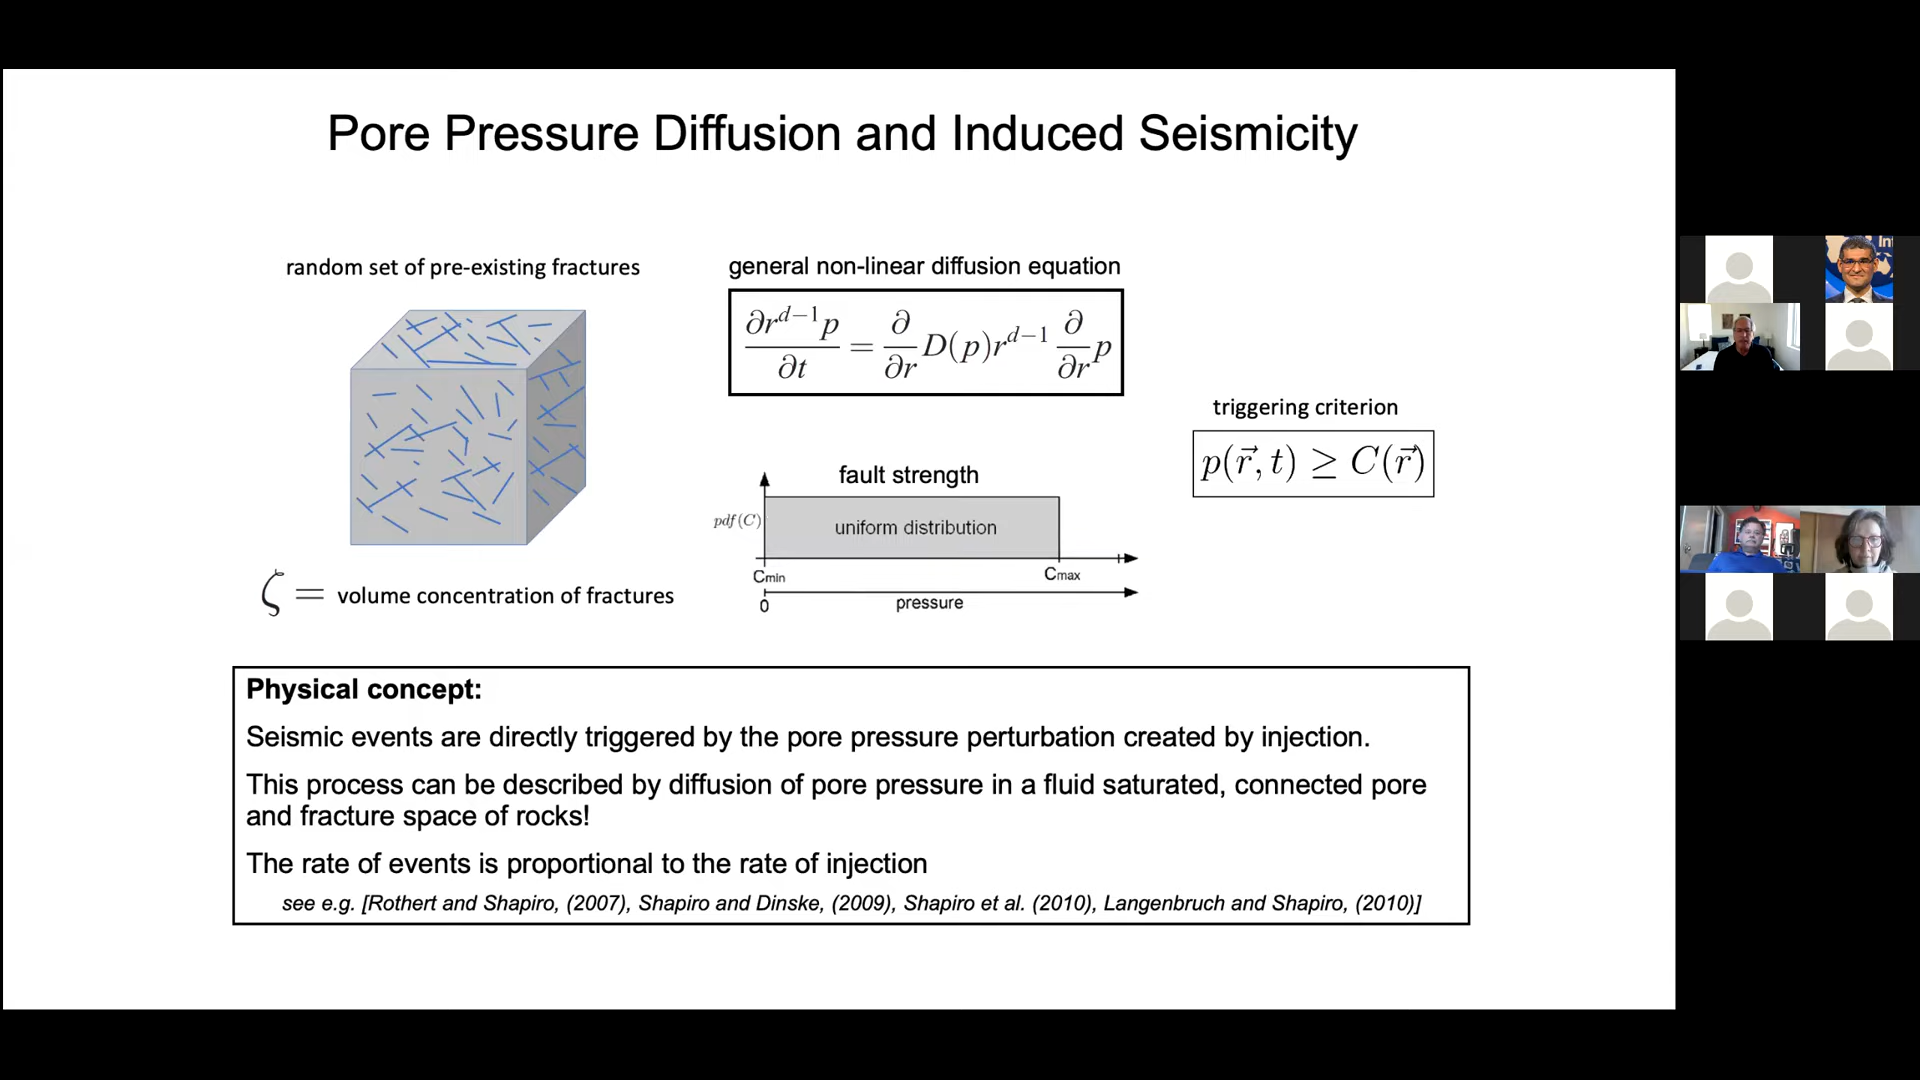 Pore Pressure Diffusion and Induced Seismicity
random set of pre-existing fractures
ζ = volume concentration of fractures
general non-linear diffusion equation
∂r^{d−1}p / ∂t = ∂/∂r D(p)r^{d−1} ∂/∂r p
fault strength
pdf(C)
uniform distribution
Cmin
Cmax
0
pressure
triggering criterion
p(r⃗, t) ≥ C(r⃗)
Physical concept:
Seismic events are directly triggered by the pore pressure perturbation created by injection.
This process can be described by diffusion of pore pressure in a fluid saturated, connected pore
and fracture space of rocks!
The rate of events is proportional to the rate of injection
see e.g. [Rothert and Shapiro, (2007), Shapiro and Dinske, (2009), Shapiro et al. (2010), Langenbruch and Shapiro, (2010)]
Int